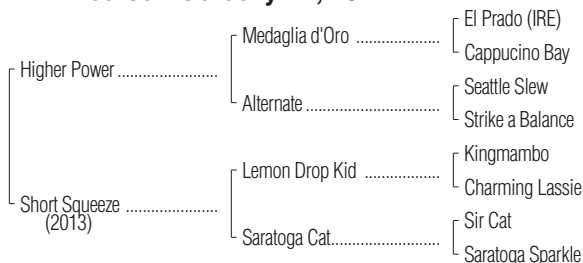 El Prado (IRE)
Medaglia d'Oro ....................
Cappucino Bay
Higher Power ........................
Seattle Slew
Alternate ..............................
Strike a Balance
Kingmambo
Lemon Drop Kid ..................
Charming Lassie
Short Squeeze ......................
(2013)
Sir Cat
Saratoga Cat..........................
Saratoga Sparkle